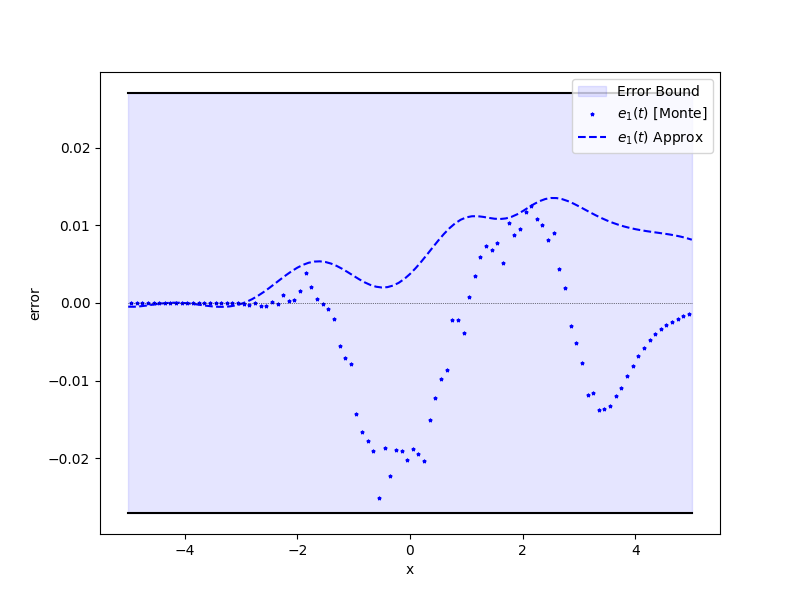 Error Bound
e₁(t) [Monte]
e₁(t) Approx
0.02
0.01
0.00
−0.01
−0.02
error
−4
−2
0
2
4
x